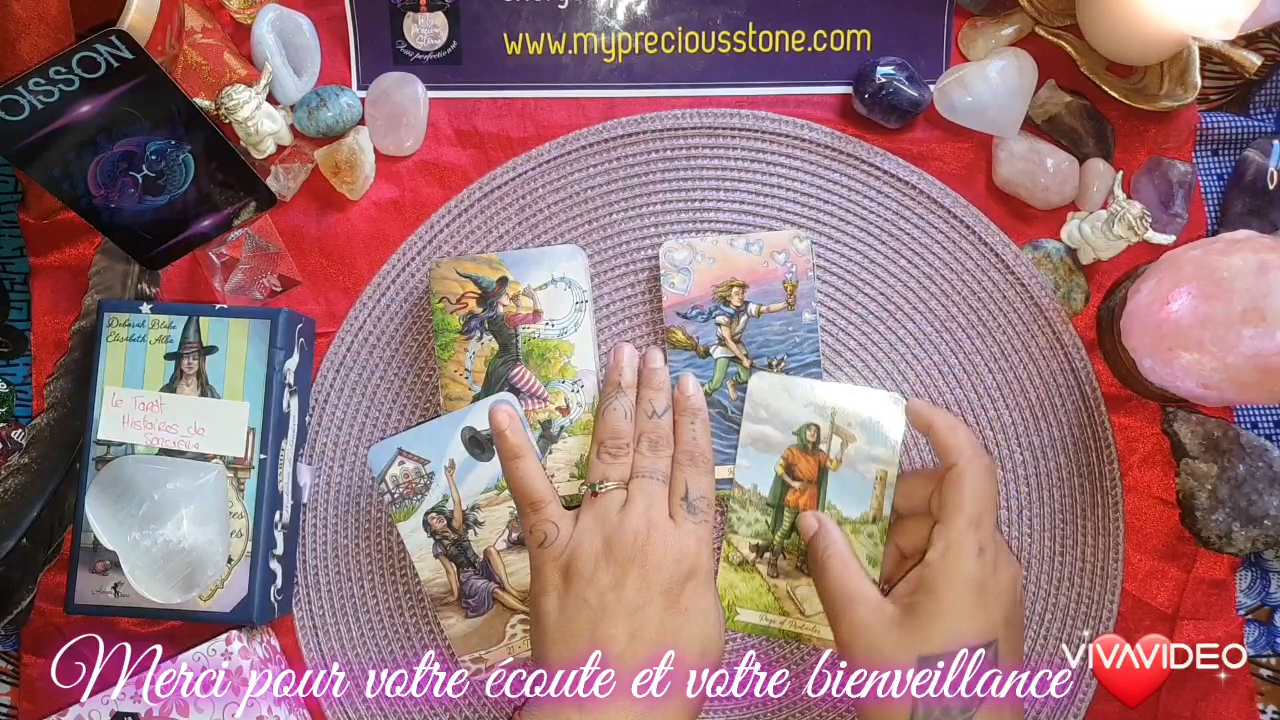 www.mypreciousstone.com
OISSON
Deborah Blake
Elisabeth Alba
Le Tarôt
Histoires de
Sorcière
Page of Pentacles
Merci pour votre écoute et votre bienveillance
VIVAVIDEO